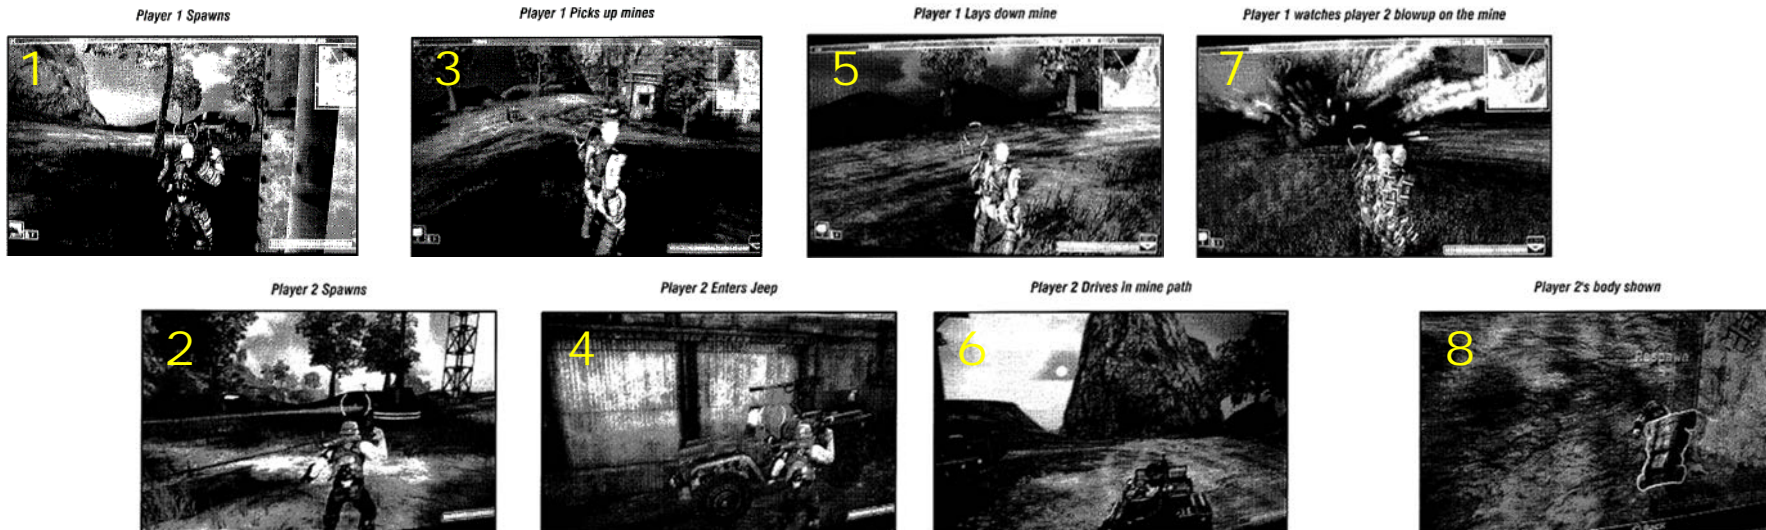 Player 1 Spawns
Player 1 Picks up mines
Player 1 Lays down mine
Player 1 watches player 2 blowup on the mine
1
3
5
7
Player 2 Spawns
Player 2 Enters Jeep
Player 2 Drives in mine path
Player 2's body shown
2
4
6
8
Respawn